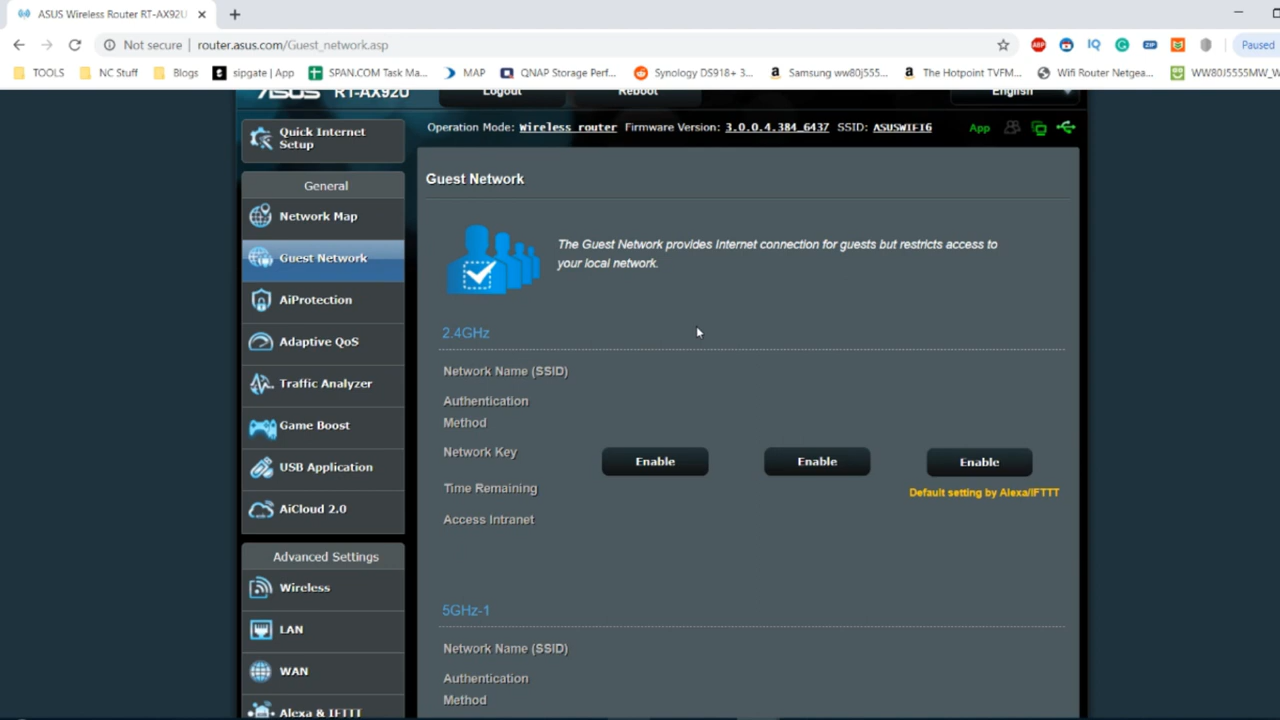 ASUS Wireless Router RT-AX92U
Not secure | router.asus.com/Guest_network.asp
ABP
IQ
ZIP
Paused
TOOLS
NC Stuff
Blogs
sipgate | App
SPAN.COM Task Ma...
MAP
QNAP Storage Perf...
Synology DS918+ 3...
Samsung ww80j555...
The Hotpoint TVFM...
Wifi Router Netgea...
WW80J5555MW_W
ASUS RT-AX92U
Logout
Reboot
English
Quick Internet
Setup
Operation Mode: Wireless router Firmware Version: 3.0.0.4.384_6437 SSID: ASUSWIFI6
App
General
Network Map
Guest Network
AiProtection
Adaptive QoS
Traffic Analyzer
Game Boost
USB Application
AiCloud 2.0
Advanced Settings
Wireless
LAN
WAN
Alexa & IFTTT
Guest Network
The Guest Network provides Internet connection for guests but restricts access to
your local network.
2.4GHz
Network Name (SSID)
Authentication
Method
Network Key
Enable
Enable
Enable
Time Remaining
Default setting by Alexa/IFTTT
Access Intranet
5GHz-1
Network Name (SSID)
Authentication
Method